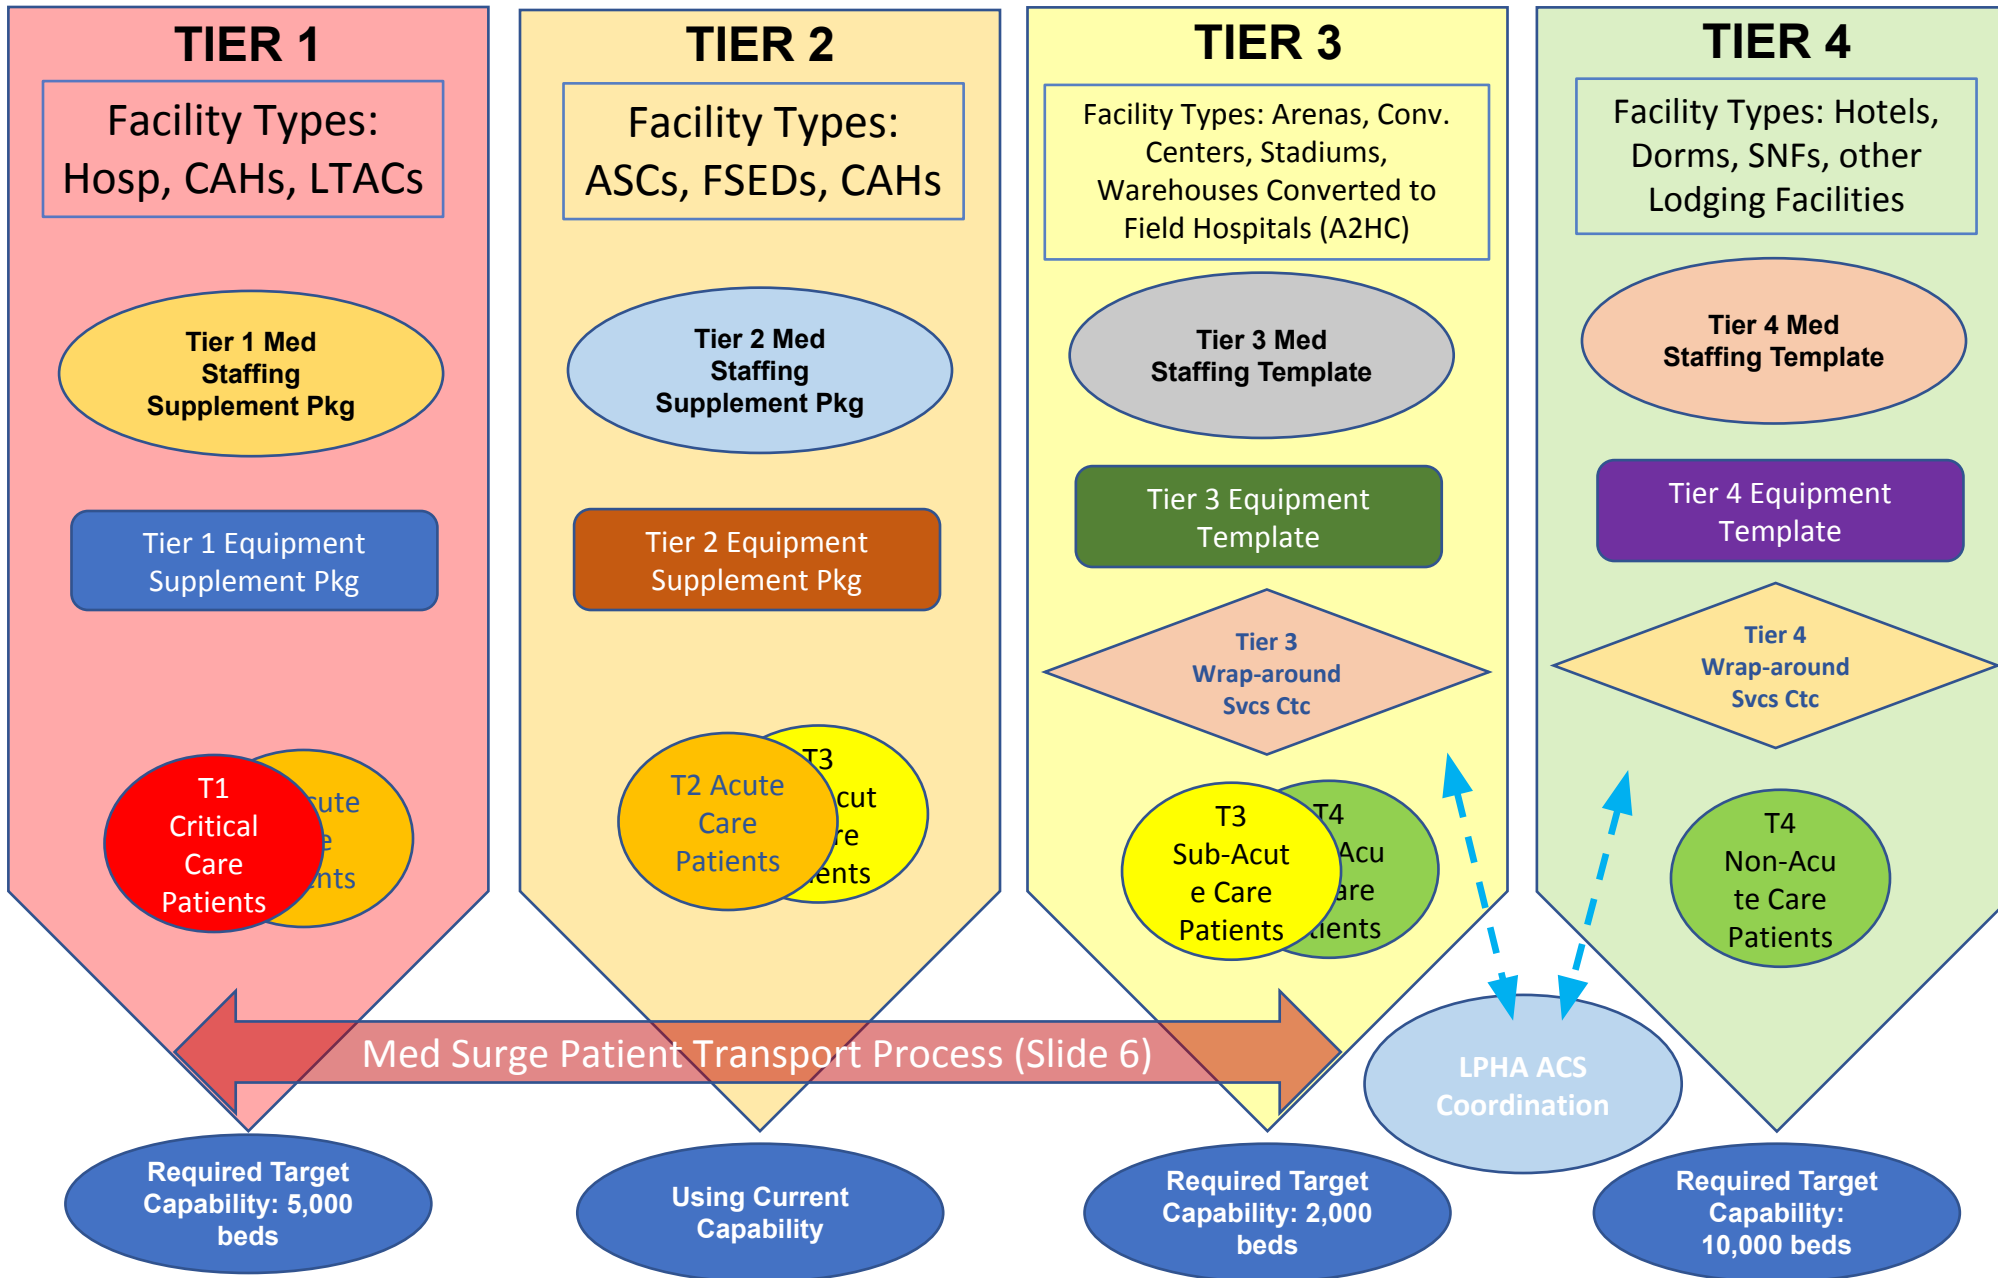 TIER 1
Facility Types:
Hosp, CAHs, LTACs
Tier 1 Med
Staffing
Supplement Pkg
Tier 1 Equipment
Supplement Pkg
T1
Critical
Care
Patients
Required Target
Capability: 5,000
beds
TIER 2
Facility Types:
ASCs, FSEDs, CAHs
Tier 2 Med
Staffing
Supplement Pkg
Tier 2 Equipment
Supplement Pkg
T2 Acute
Care
Patients
T3
Using Current
Capability
TIER 3
Facility Types: Arenas, Conv.
Centers, Stadiums,
Warehouses Converted to
Field Hospitals (A2HC)
Tier 3 Med
Staffing Template
Tier 3 Equipment
Template
Tier 3
Wrap-around
Svcs Ctc
T3
Sub-Acut
e Care
Patients
T4
Required Target
Capability: 2,000
beds
TIER 4
Facility Types: Hotels,
Dorms, SNFs, other
Lodging Facilities
Tier 4 Med
Staffing Template
Tier 4 Equipment
Template
Tier 4
Wrap-around
Svcs Ctc
T4
Non-Acu
te Care
Patients
Required Target
Capability:
10,000 beds
Med Surge Patient Transport Process (Slide 6)
LPHA ACS
Coordination